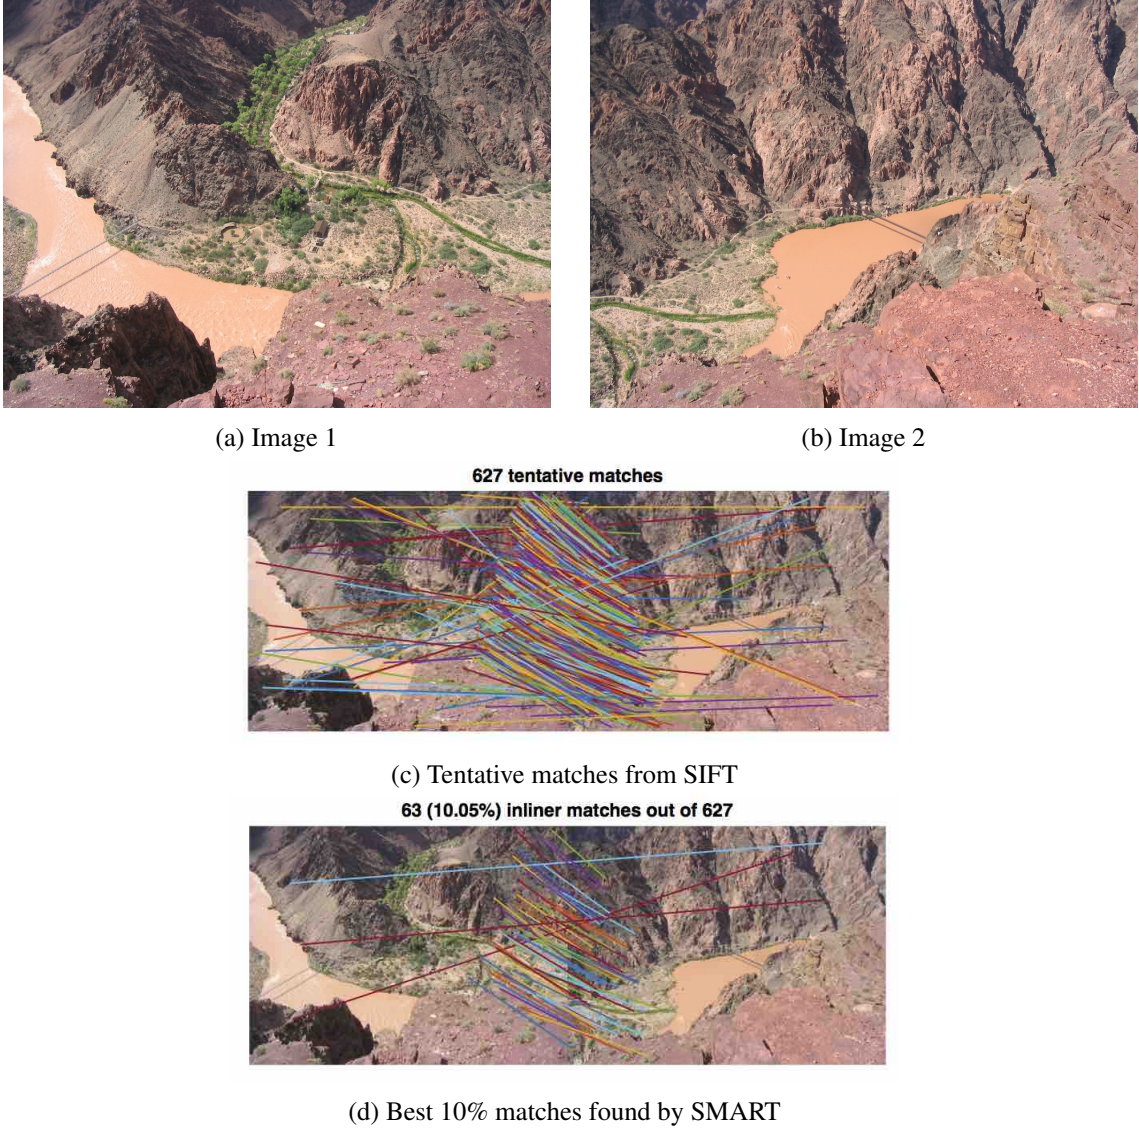 (a) Image 1
(b) Image 2
627 tentative matches
(c) Tentative matches from SIFT
63 (10.05%) inliner matches out of 627
(d) Best 10% matches found by SMART